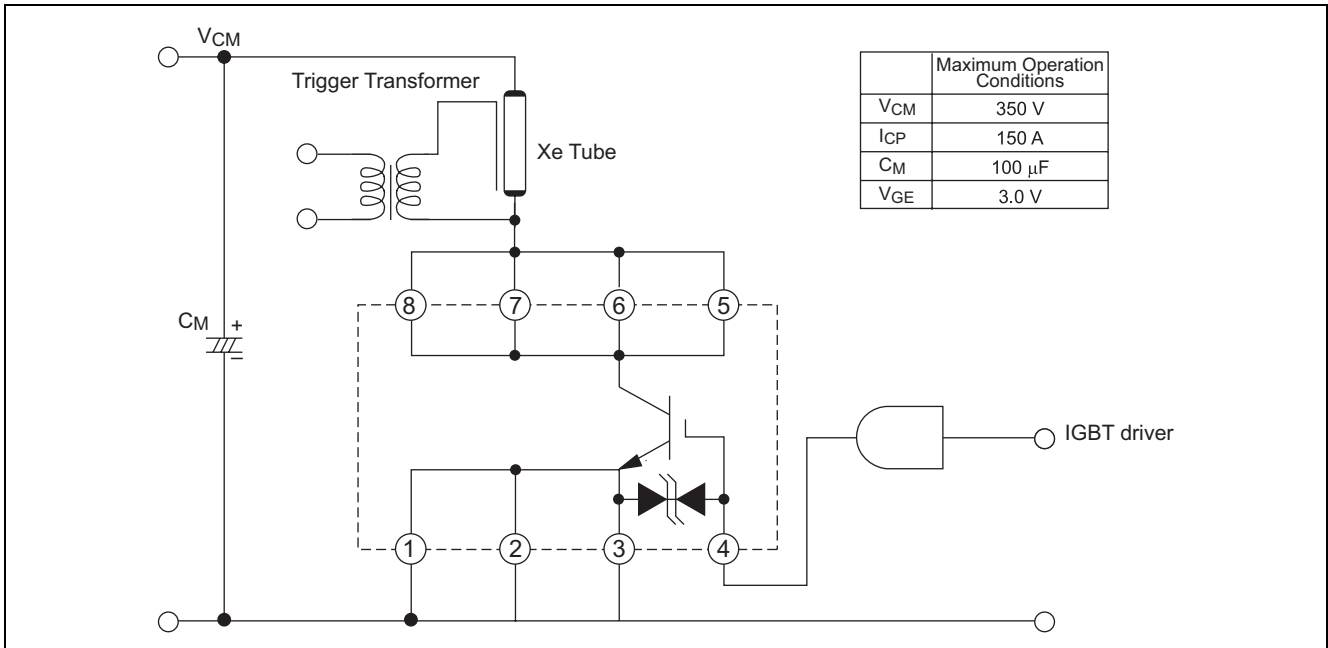 VCM
Trigger Transformer
Xe Tube
Maximum Operation
Conditions
VCM 350 V
ICP 150 A
CM 100 μF
VGE 3.0 V
8 7 6 5
CM
+
–
IGBT driver
1 2 3 4